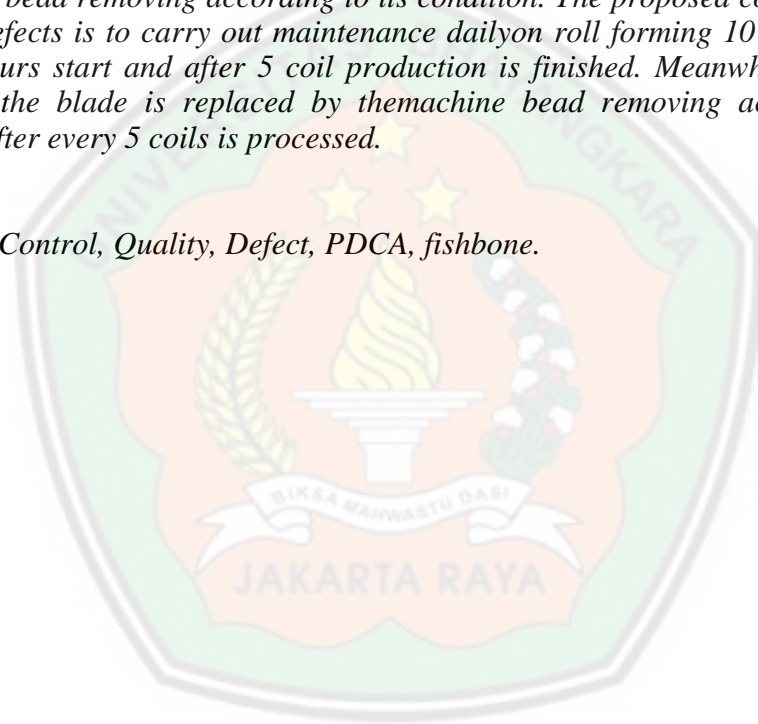 bead removing according to its condition. The proposed co
efects is to carry out maintenance dailyon roll forming 10
urs start and after 5 coil production is finished. Meanwh
the blade is replaced by themachine bead removing a
fter every 5 coils is processed.
Control, Quality, Defect, PDCA, fishbone.
UNIVERSITAS BHAYANGKARA
BIKSA MAHWASTU DASI
JAKARTA RAYA